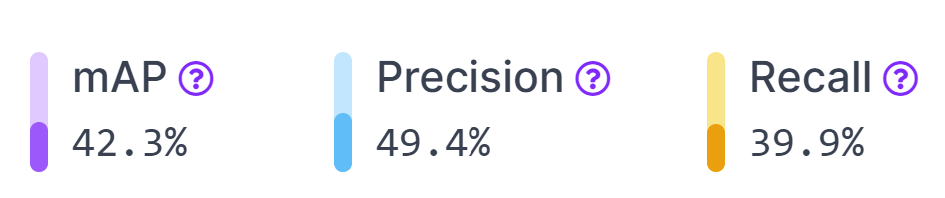 mAP ?
42.3%
Precision ?
49.4%
Recall ?
39.9%